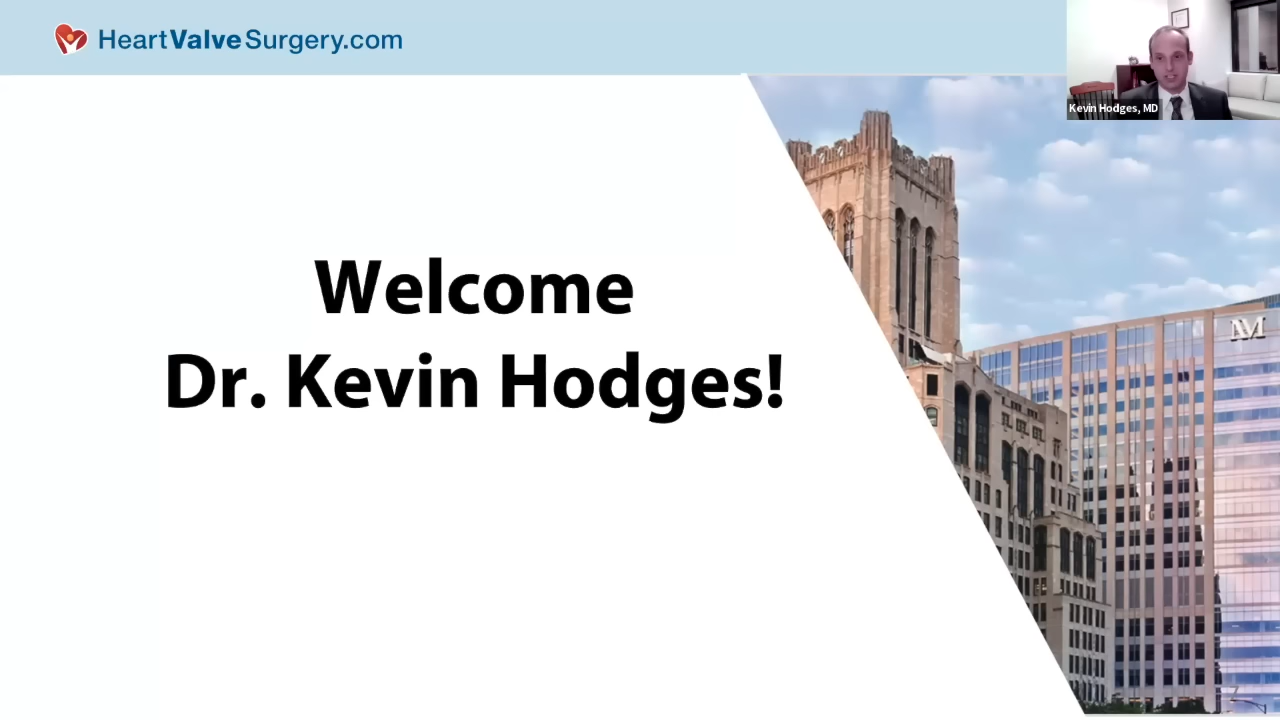 HeartValveSurgery.com
Kevin Hodges, MD
Welcome
Dr. Kevin Hodges!
M